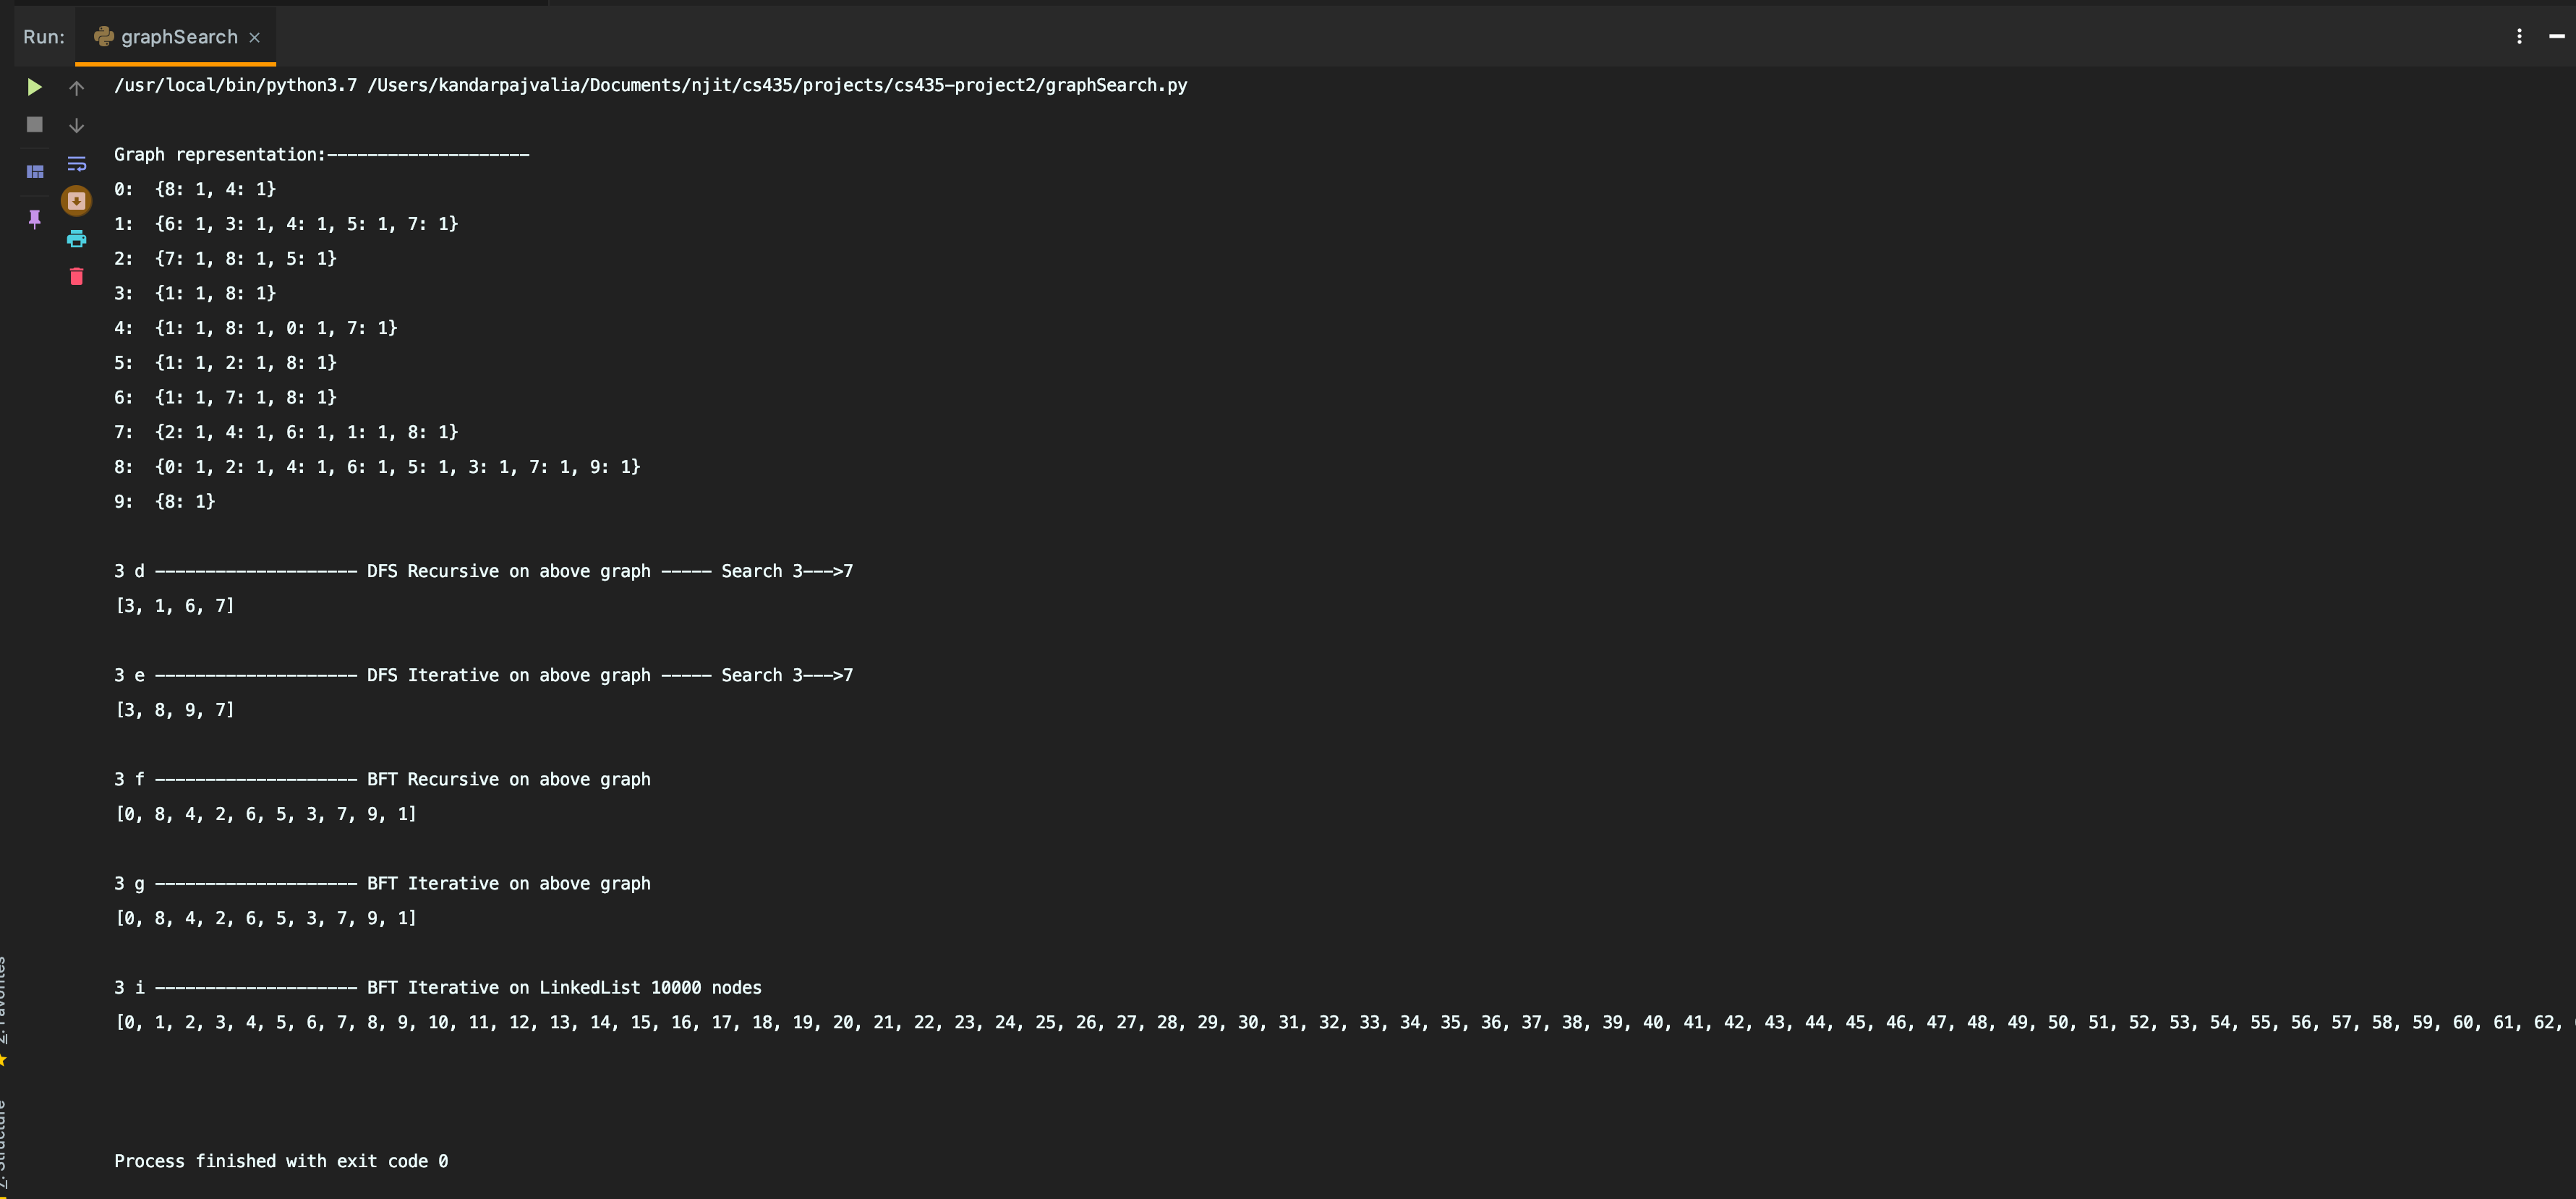 Run: graphSearch ×
/usr/local/bin/python3.7 /Users/kandarpajvalia/Documents/njit/cs435/projects/cs435-project2/graphSearch.py
Graph representation:--------------------
0:  {8: 1, 4: 1}
1:  {6: 1, 3: 1, 4: 1, 5: 1, 7: 1}
2:  {7: 1, 8: 1, 5: 1}
3:  {1: 1, 8: 1}
4:  {1: 1, 8: 1, 0: 1, 7: 1}
5:  {1: 1, 2: 1, 8: 1}
6:  {1: 1, 7: 1, 8: 1}
7:  {2: 1, 4: 1, 6: 1, 1: 1, 8: 1}
8:  {0: 1, 2: 1, 4: 1, 6: 1, 5: 1, 3: 1, 7: 1, 9: 1}
9:  {8: 1}
3 d -------------------- DFS Recursive on above graph ----- Search 3--->7
[3, 1, 6, 7]
3 e -------------------- DFS Iterative on above graph ----- Search 3--->7
[3, 8, 9, 7]
3 f -------------------- BFT Recursive on above graph
[0, 8, 4, 2, 6, 5, 3, 7, 9, 1]
3 g -------------------- BFT Iterative on above graph
[0, 8, 4, 2, 6, 5, 3, 7, 9, 1]
3 i -------------------- BFT Iterative on LinkedList 10000 nodes
[0, 1, 2, 3, 4, 5, 6, 7, 8, 9, 10, 11, 12, 13, 14, 15, 16, 17, 18, 19, 20, 21, 22, 23, 24, 25, 26, 27, 28, 29, 30, 31, 32, 33, 34, 35, 36, 37, 38, 39, 40, 41, 42, 43, 44, 45, 46, 47, 48, 49, 50, 51, 52, 53, 54, 55, 56, 57, 58, 59, 60, 61, 62,
Process finished with exit code 0
2: Favorites
7: Structure